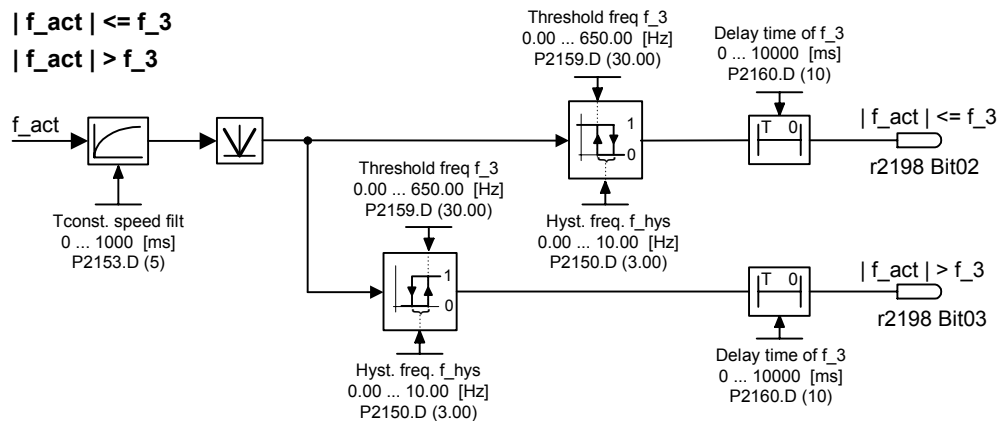 | f_act | <= f_3
| f_act | > f_3
Threshold freq f_3
0.00 ... 650.00 [Hz]
P2159.D (30.00)
Delay time of f_3
0 ... 10000 [ms]
P2160.D (10)
f_act
1
0
T 0
| f_act | <= f_3
r2198 Bit02
Threshold freq f_3
0.00 ... 650.00 [Hz]
P2159.D (30.00)
Tconst. speed filt
0 ... 1000 [ms]
P2153.D (5)
Hyst. freq. f_hys
0.00 ... 10.00 [Hz]
P2150.D (3.00)
1
0
T 0
| f_act | > f_3
r2198 Bit03
Hyst. freq. f_hys
0.00 ... 10.00 [Hz]
P2150.D (3.00)
Delay time of f_3
0 ... 10000 [ms]
P2160.D (10)